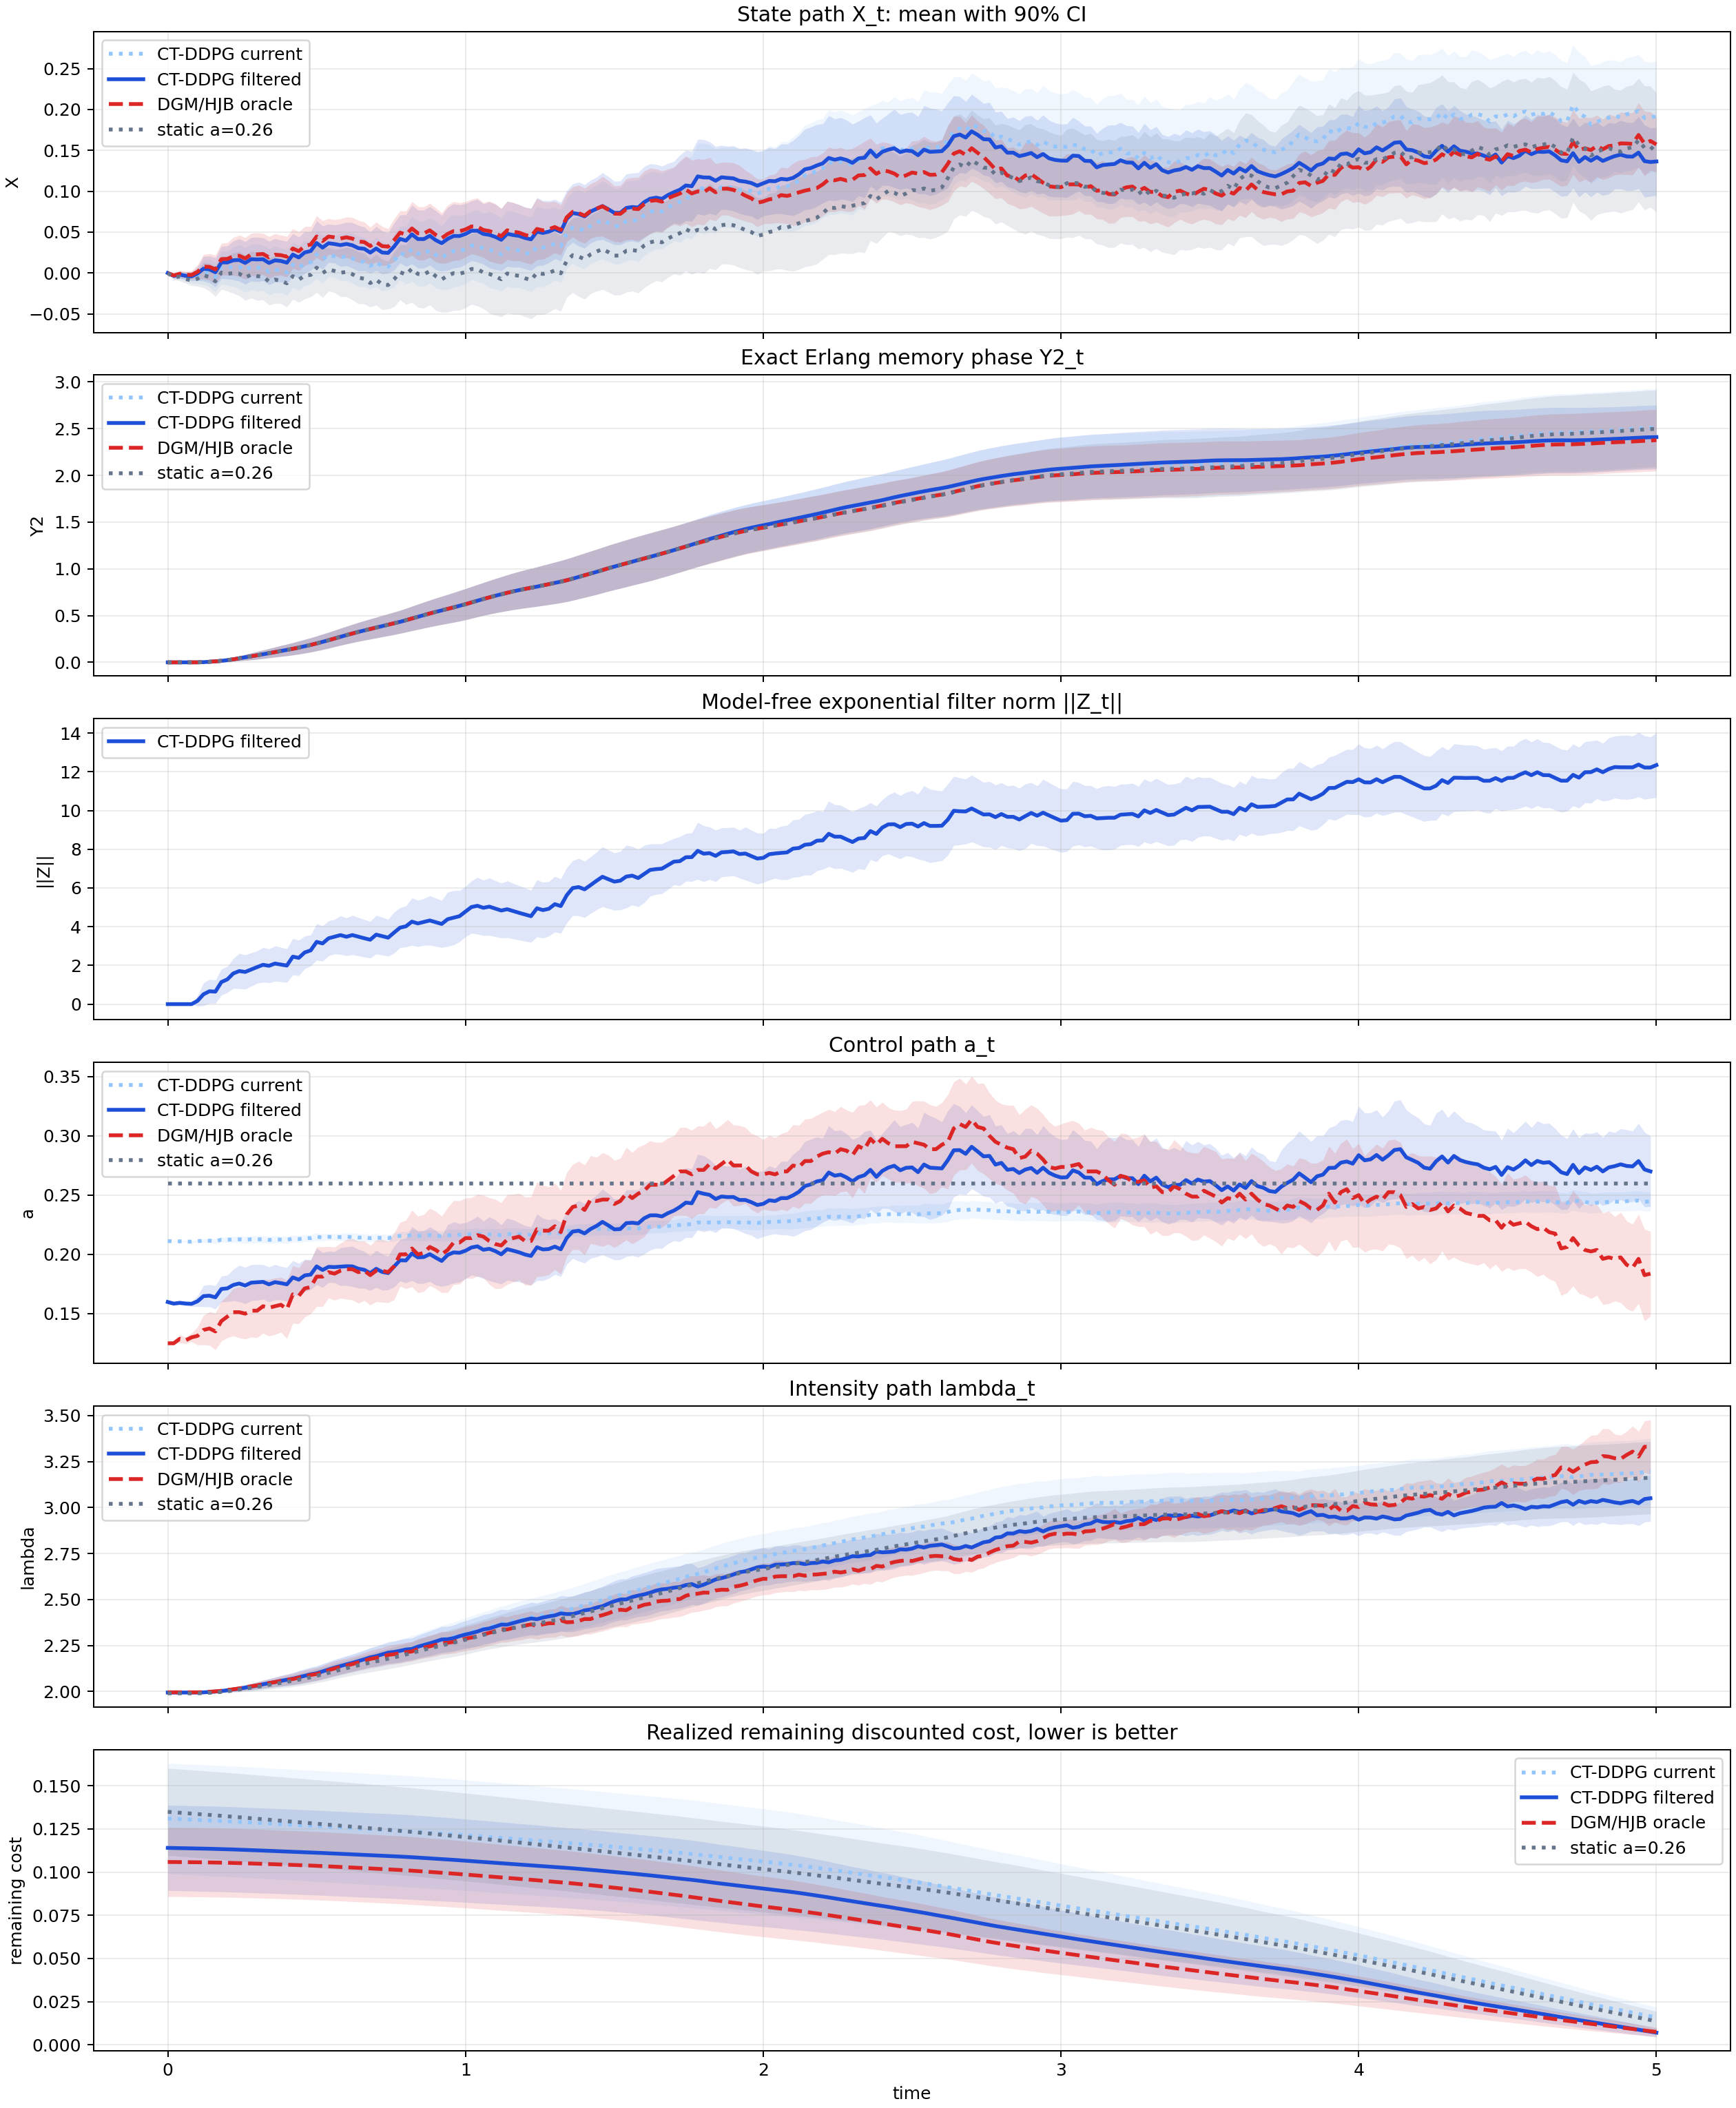 State path X_t: mean with 90% CI
CT-DDPG current
CT-DDPG filtered
DGM/HJB oracle
static a=0.26
X
0.25
0.20
0.15
0.10
0.05
0.00
−0.05
Exact Erlang memory phase Y2_t
CT-DDPG current
CT-DDPG filtered
DGM/HJB oracle
static a=0.26
Y2
3.0
2.5
2.0
1.5
1.0
0.5
0.0
Model-free exponential filter norm ||Z_t||
CT-DDPG filtered
||Z||
14
12
10
8
6
4
2
0
Control path a_t
CT-DDPG current
CT-DDPG filtered
DGM/HJB oracle
static a=0.26
a
0.35
0.30
0.25
0.20
0.15
Intensity path lambda_t
CT-DDPG current
CT-DDPG filtered
DGM/HJB oracle
static a=0.26
lambda
3.50
3.25
3.00
2.75
2.50
2.25
2.00
Realized remaining discounted cost, lower is better
CT-DDPG current
CT-DDPG filtered
DGM/HJB oracle
static a=0.26
remaining cost
0.150
0.125
0.100
0.075
0.050
0.025
0.000
0 1 2 3 4 5
time